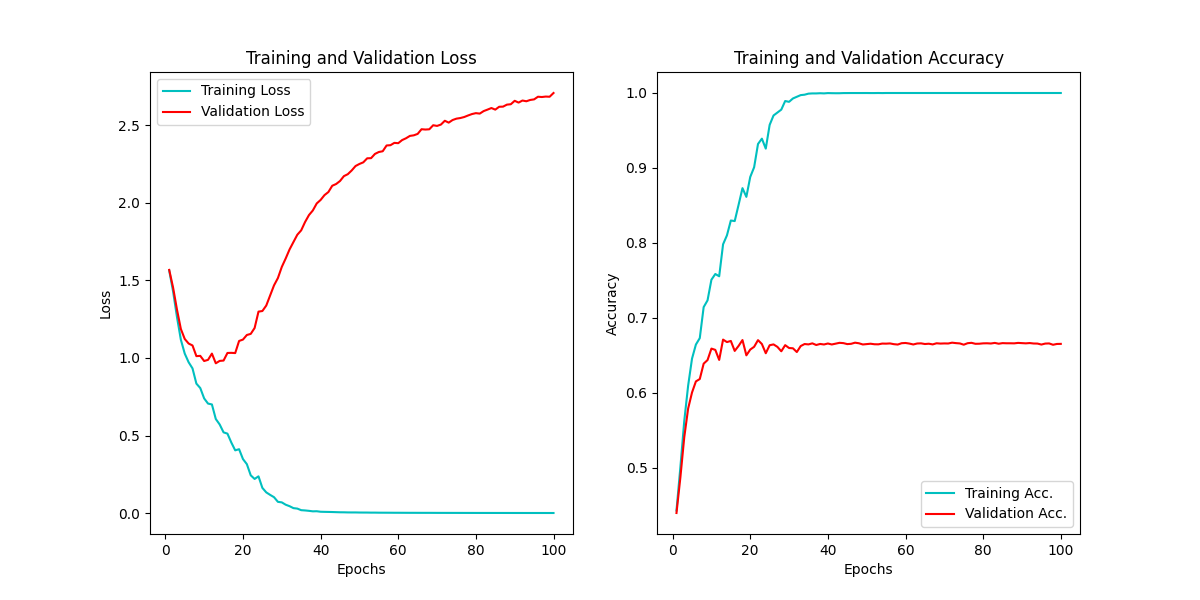 Training and Validation Loss
Training Loss
Validation Loss
2.5
2.0
1.5
1.0
0.5
0.0
Loss
0 20 40 60 80 100
Epochs
Training and Validation Accuracy
1.0
0.9
0.8
0.7
0.6
0.5
Accuracy
Training Acc.
Validation Acc.
0 20 40 60 80 100
Epochs